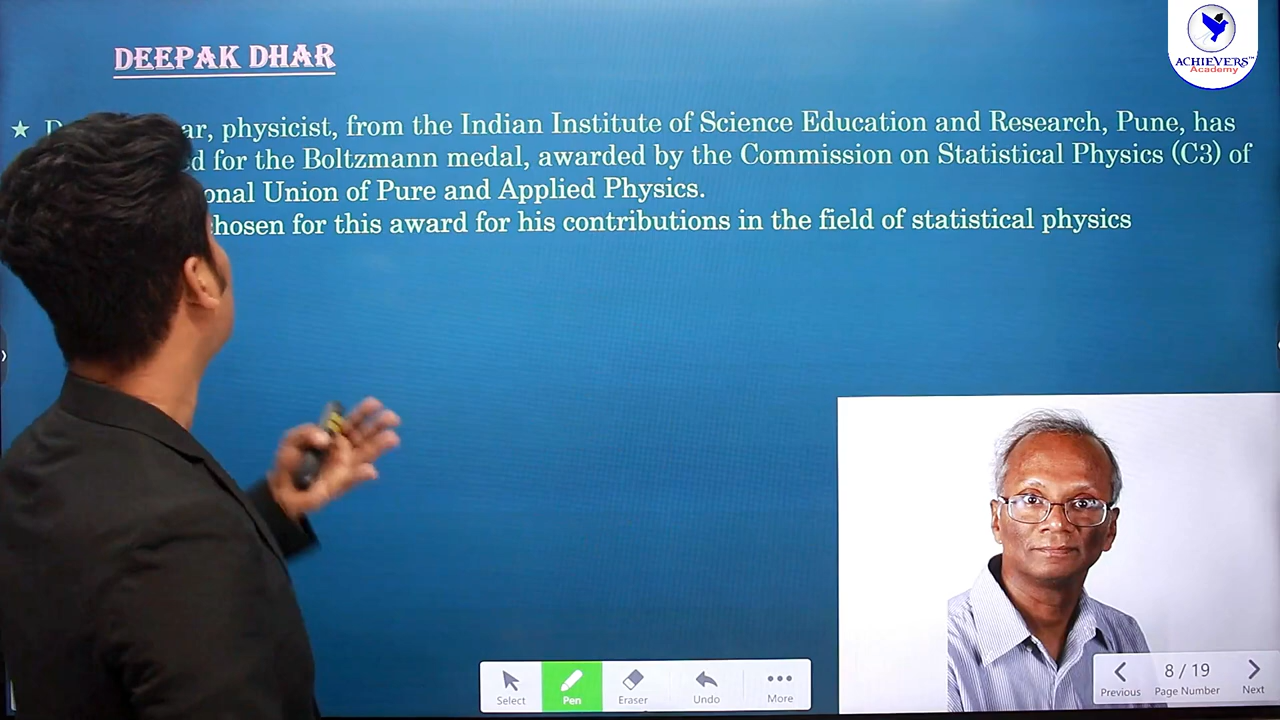 DEEPAK DHAR
ACHIEVERS™
Academy
★ ar, physicist, from the Indian Institute of Science Education and Research, Pune, has
ed for the Boltzmann medal, awarded by the Commission on Statistical Physics (C3) of
onal Union of Pure and Applied Physics.
chosen for this award for his contributions in the field of statistical physics
Select
Pen
Eraser
Undo
More
8 / 19
Previous
Page Number
Next